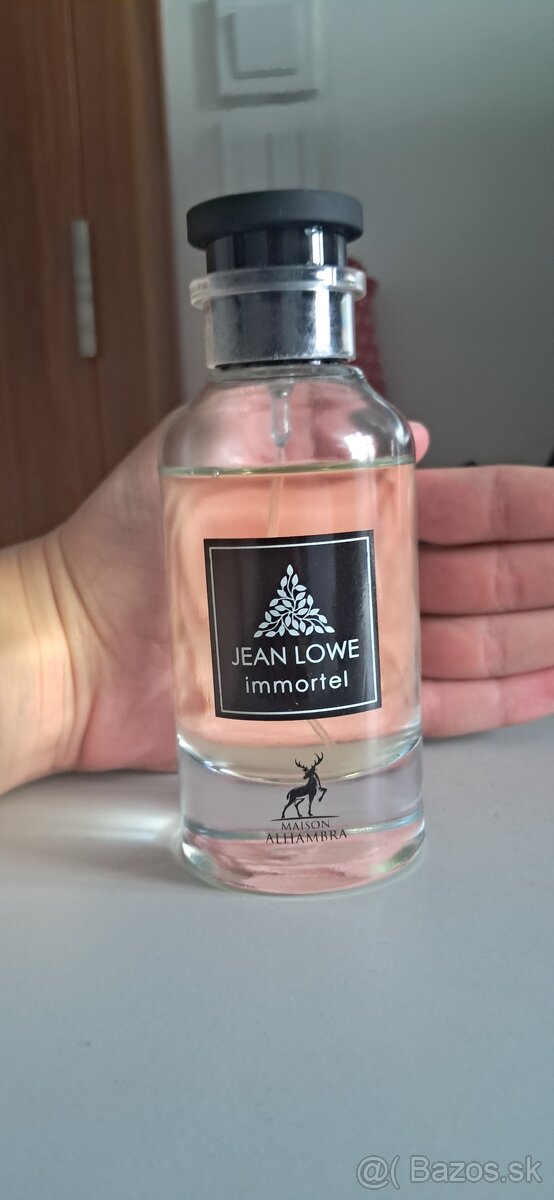 JEAN LOWE
immortel
MAISON
ALHAMBRA
@( Bazos.sk